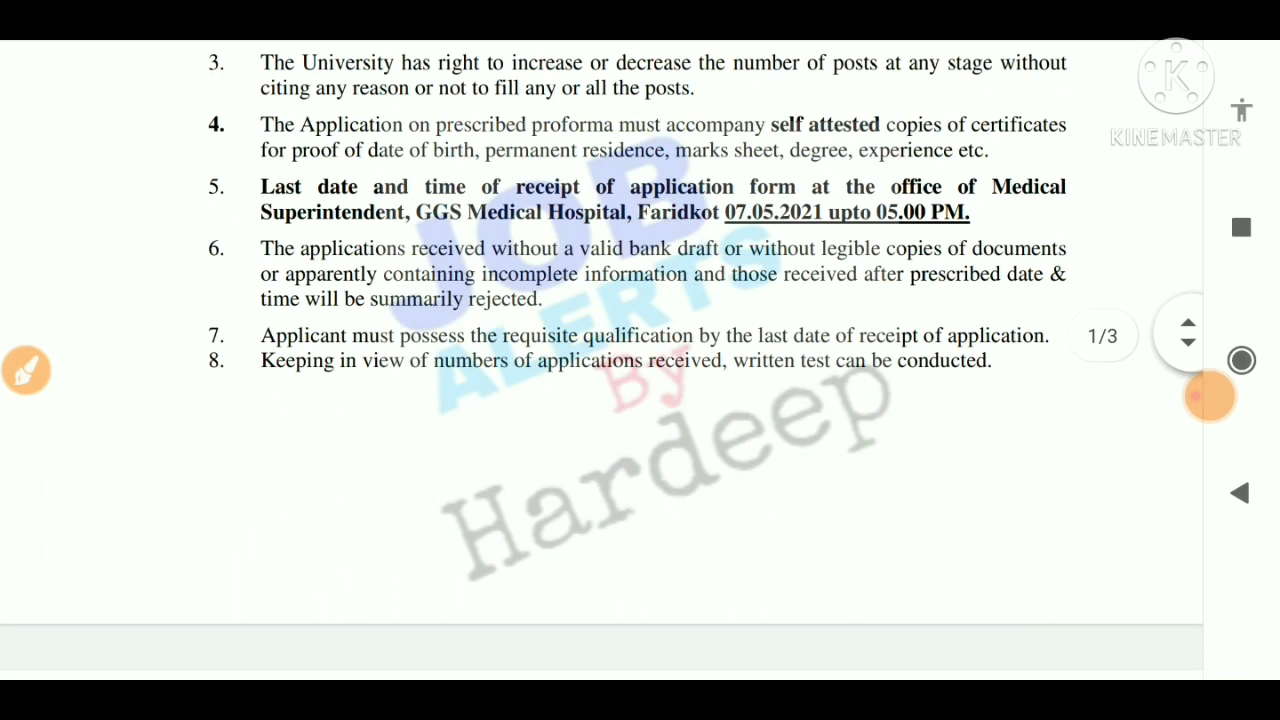 3. The University has right to increase or decrease the number of posts at any stage without
citing any reason or not to fill any or all the posts.
4. The Application on prescribed proforma must accompany self attested copies of certificates
for proof of date of birth, permanent residence, marks sheet, degree, experience etc.
5. Last date and time of receipt of application form at the office of Medical
Superintendent, GGS Medical Hospital, Faridkot 07.05.2021 upto 05.00 PM.
6. The applications received without a valid bank draft or without legible copies of documents
or apparently containing incomplete information and those received after prescribed date &
time will be summarily rejected.
7. Applicant must possess the requisite qualification by the last date of receipt of application.
8. Keeping in view of numbers of applications received, written test can be conducted.
JOB
ALERTS
By
Hardeep
K
KINEMASTER
1/3